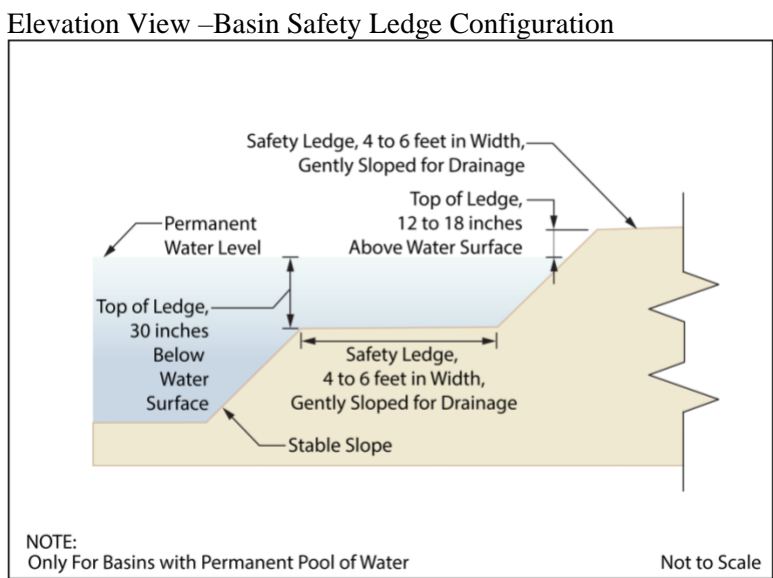 Elevation View –Basin Safety Ledge Configuration
Safety Ledge, 4 to 6 feet in Width,
Gently Sloped for Drainage
Top of Ledge,
12 to 18 inches
Above Water Surface
Permanent
Water Level
Top of Ledge,
30 inches
Below
Water
Surface
Safety Ledge,
4 to 6 feet in Width,
Gently Sloped for Drainage
Stable Slope
NOTE:
Only For Basins with Permanent Pool of Water
Not to Scale